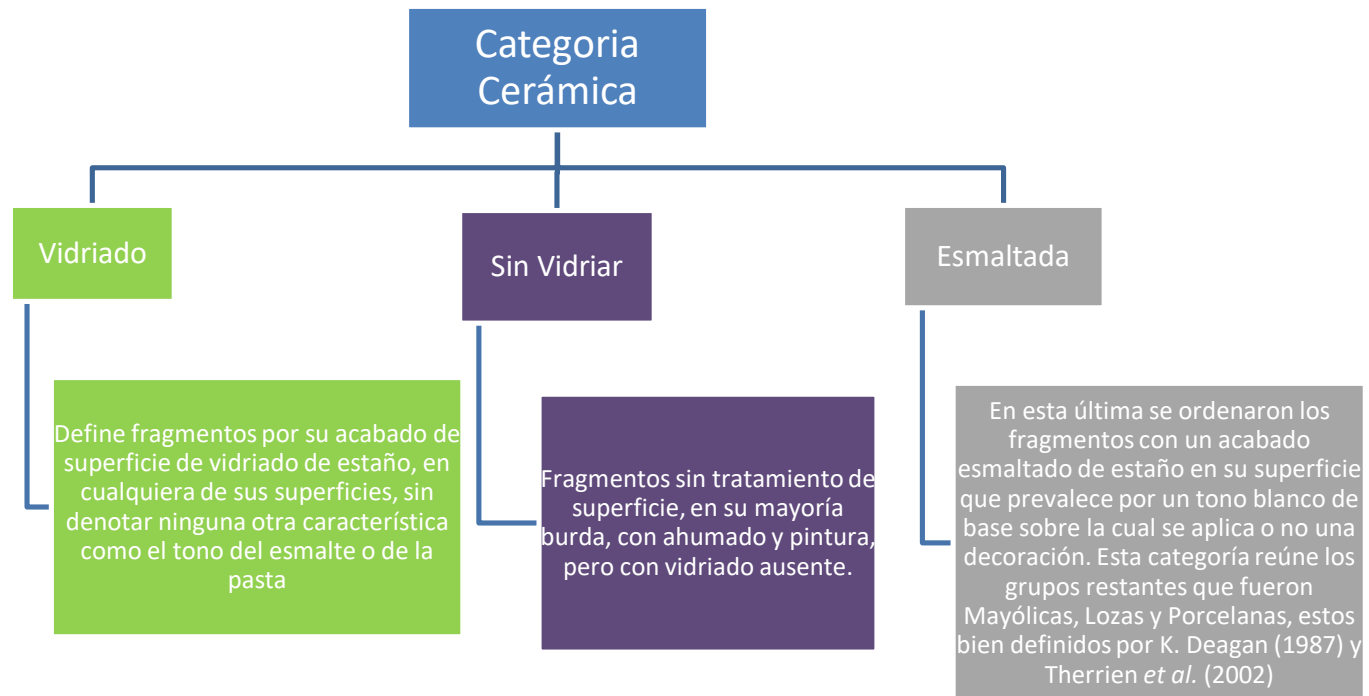 Categoria
Cerámica
Vidriado
Sin Vidriar
Esmaltada
Define fragmentos por su acabado de
superficie de vidriado de estaño, en
cualquiera de sus superficies, sin
denotar ninguna otra característica
como el tono del esmalte o de la
pasta
Fragmentos sin tratamiento de
superficie, en su mayoría
burda, con ahumado y pintura,
pero con vidriado ausente.
En esta última se ordenaron los
fragmentos con un acabado
esmaltado de estaño en su superficie
que prevalece por un tono blanco de
base sobre la cual se aplica o no una
decoración. Esta categoría reúne los
grupos restantes que fueron
Mayólicas, Lozas y Porcelanas, estos
bien definidos por K. Deagan (1987) y
Therrien et al. (2002)